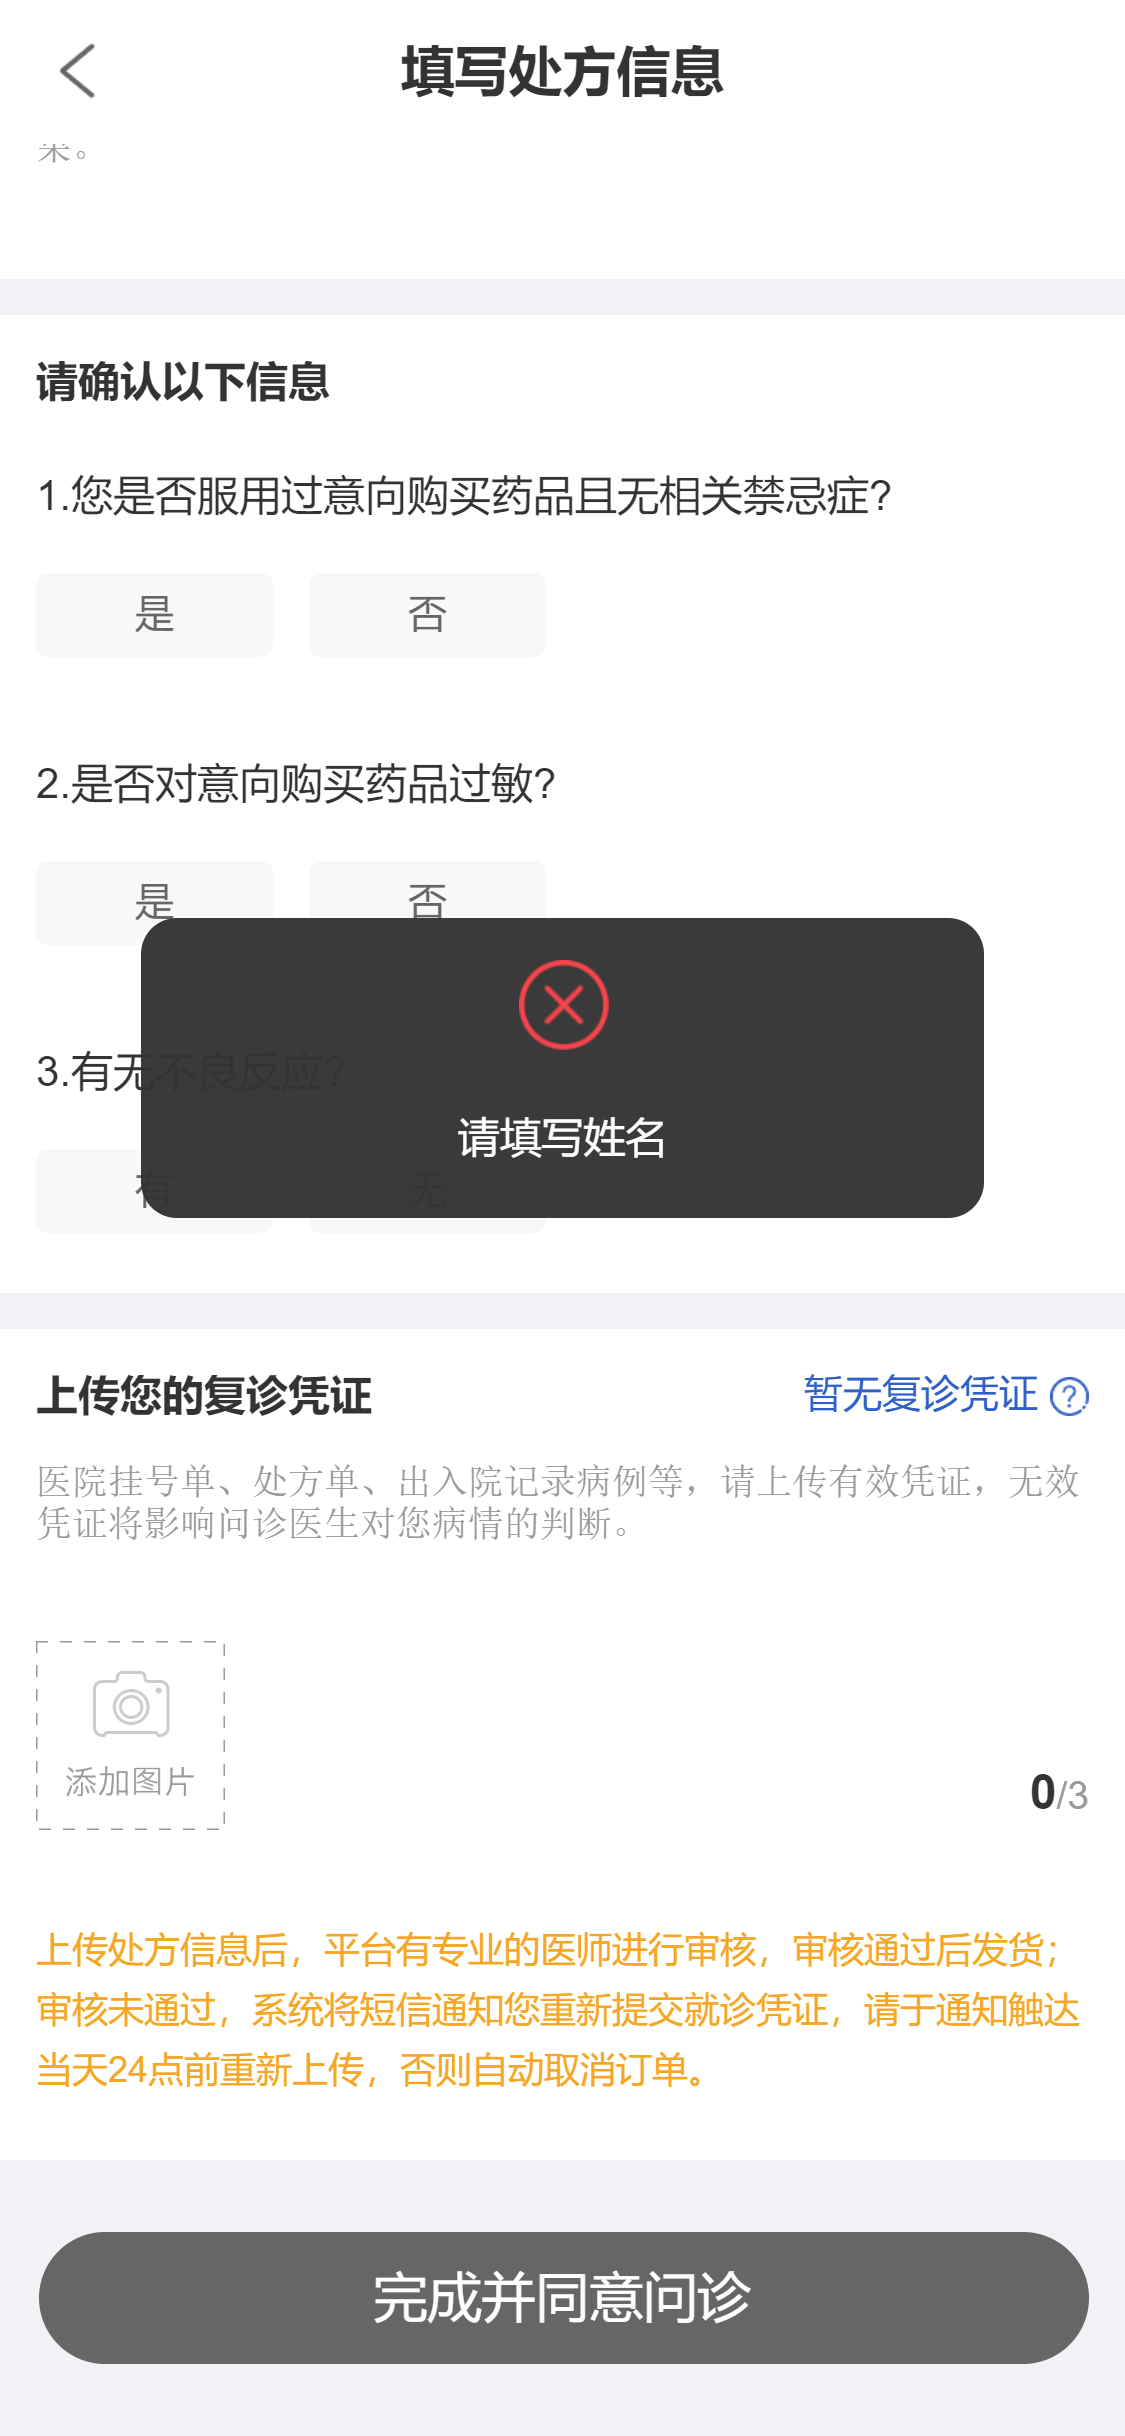 填写处方信息
果。
请确认以下信息
1.您是否服用过意向购买药品且无相关禁忌症?
是 否
2.是否对意向购买药品过敏?
是 否
3.有无不良反应?
请填写姓名
有 无
上传您的复诊凭证 暂无复诊凭证 ?
医院挂号单、处方单、出入院记录病例等，请上传有效凭证，无效
凭证将影响问诊医生对您病情的判断。
添加图片
0/3
上传处方信息后，平台有专业的医师进行审核，审核通过后发货；
审核未通过，系统将短信通知您重新提交就诊凭证，请于通知触达
当天24点前重新上传，否则自动取消订单。
完成并同意问诊